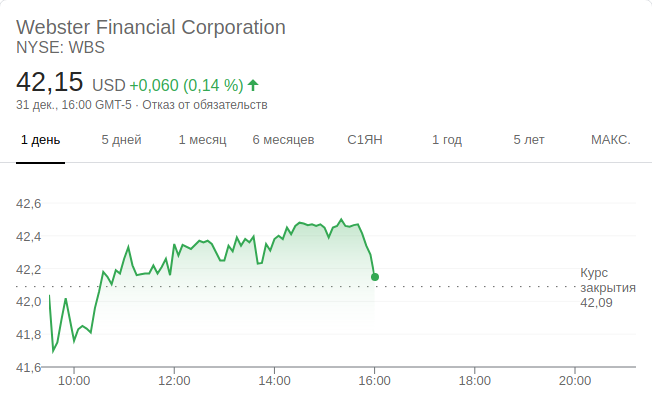 Webster Financial Corporation
NYSE: WBS
42,15 USD +0,060 (0,14 %)
31 дек., 16:00 GMT-5 · Отказ от обязательств
1 день 5 дней 1 месяц 6 месяцев С1ЯН 1 год 5 лет МАКС.
42,6
42,4
42,2
42,0
41,8
41,6
Курс
закрытия
42,09
10:00 12:00 14:00 16:00 18:00 20:00